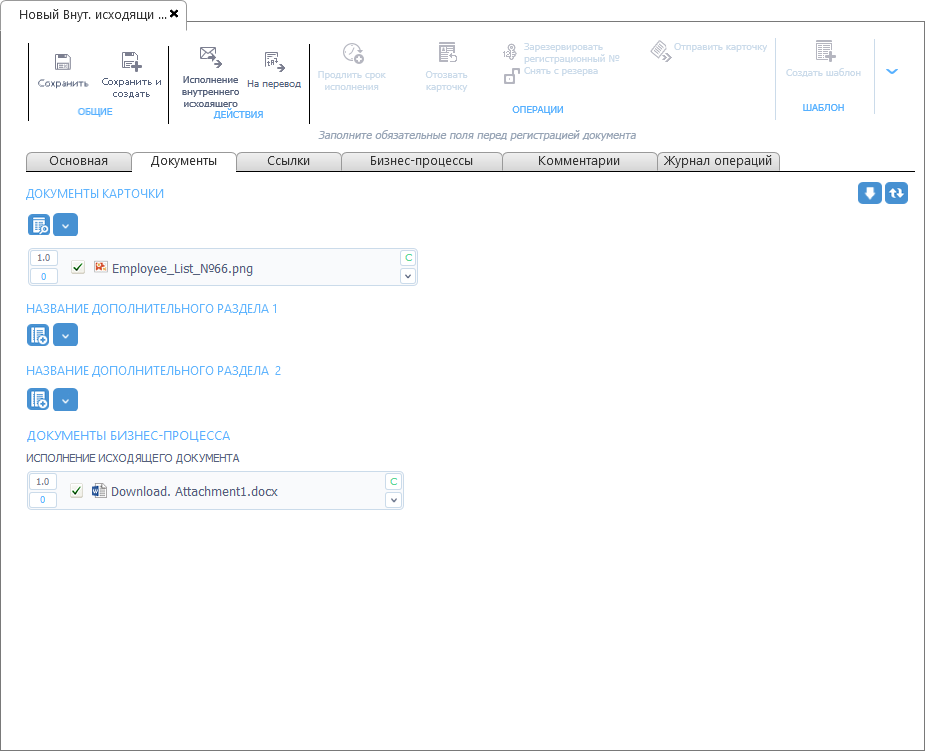 Новый Внут. исходящи ...
Сохранить
Сохранить и
создать
ОБЩИЕ
Исполнение
внутреннего
исходящего
На перевод
ДЕЙСТВИЯ
Продлить срок
исполнения
Отозвать
карточку
Зарезервировать
регистрационный №
Снять с резерва
Отправить карточку
ОПЕРАЦИИ
Создать шаблон
ШАБЛОН
Заполните обязательные поля перед регистрацией документа
Основная
Документы
Ссылки
Бизнес-процессы
Комментарии
Журнал операций
ДОКУМЕНТЫ КАРТОЧКИ
1.0
0
Employee_List_№66.png
C
НАЗВАНИЕ ДОПОЛНИТЕЛЬНОГО РАЗДЕЛА 1
НАЗВАНИЕ ДОПОЛНИТЕЛЬНОГО РАЗДЕЛА 2
ДОКУМЕНТЫ БИЗНЕС-ПРОЦЕССА
ИСПОЛНЕНИЕ ИСХОДЯЩЕГО ДОКУМЕНТА
1.0
0
Download. Attachment1.docx
C